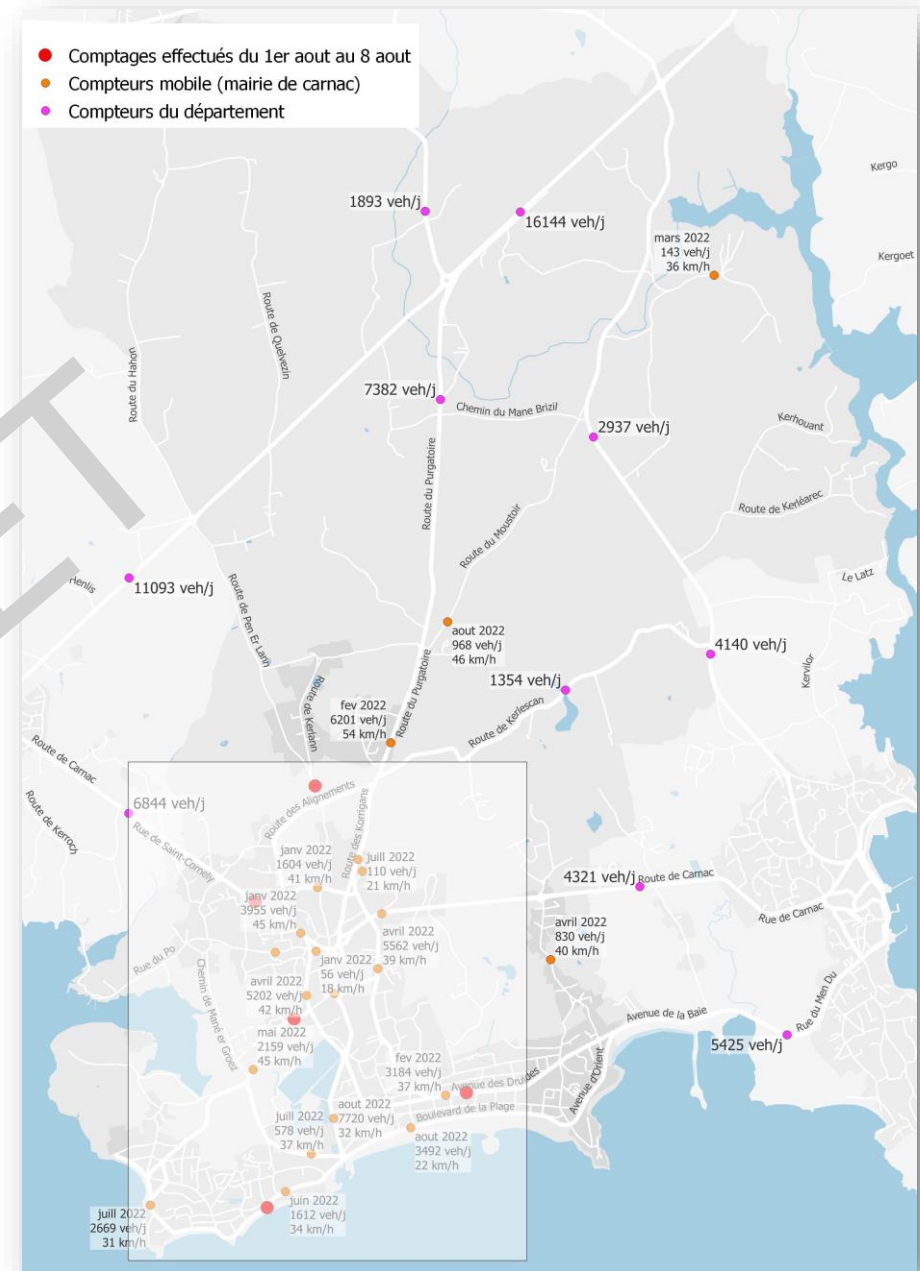 Comptages effectués du 1er aout au 8 aout
Compteurs mobile (mairie de carnac)
Compteurs du département
Kergo
1893 veh/j
16144 veh/j
mars 2022
143 veh/j
36 km/h
Kergoet
Route de Quelvezin
Route du Hahon
7382 veh/j
Chemin du Mane Brizil
2937 veh/j
Kerhouant
Route du Purgatoire
Route de Kerléarec
Route du Moustoir
Henlis
11093 veh/j
Le Latz
Route de Pen Er Lann
aout 2022
968 veh/j
46 km/h
4140 veh/j
Kervilor
1354 veh/j
Route de Kerlann
Route du Purgatoire
fev 2022
6201 veh/j
54 km/h
Route de Kerlescan
Route de Carnac
Route de Kerroch
6844 veh/j
Route des Alignements
Rue de Saint-Cornely
Route des Korrigans
janv 2022
1604 veh/j
41 km/h
juill 2022
110 veh/j
21 km/h
4321 veh/j
Route de Carnac
Rue de Carnac
janv 2022
3955 veh/j
45 km/h
avril 2022
5562 veh/j
39 km/h
avril 2022
830 veh/j
40 km/h
Rue du Po
Chemin de Mané er Groez
janv 2022
56 veh/j
18 km/h
avril 2022
5202 veh/j
42 km/h
mai 2022
2159 veh/j
45 km/h
Avenue de la Baie
Rue du Men Du
5425 veh/j
fev 2022
3184 veh/j
37 km/h
Avenue des Druides
Avenue d'Orient
Boulevard de la Plage
juill 2022
578 veh/j
37 km/h
aout 2022
7720 veh/j
32 km/h
aout 2022
3492 veh/j
22 km/h
juin 2022
1612 veh/j
34 km/h
juill 2022
2669 veh/j
31 km/h
ET